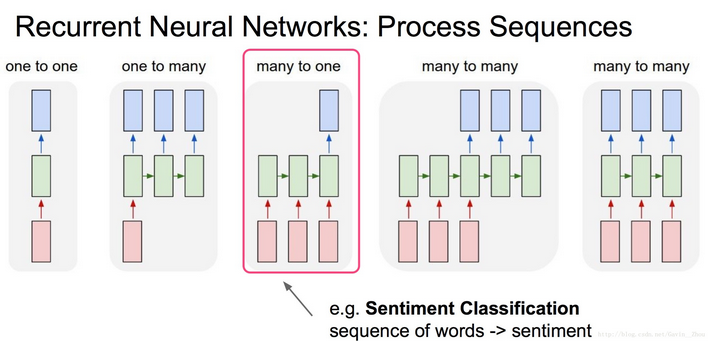 Recurrent Neural Networks: Process Sequences
one to one
one to many
many to one
many to many
many to many
e.g. Sentiment Classification
sequence of words -> sentiment